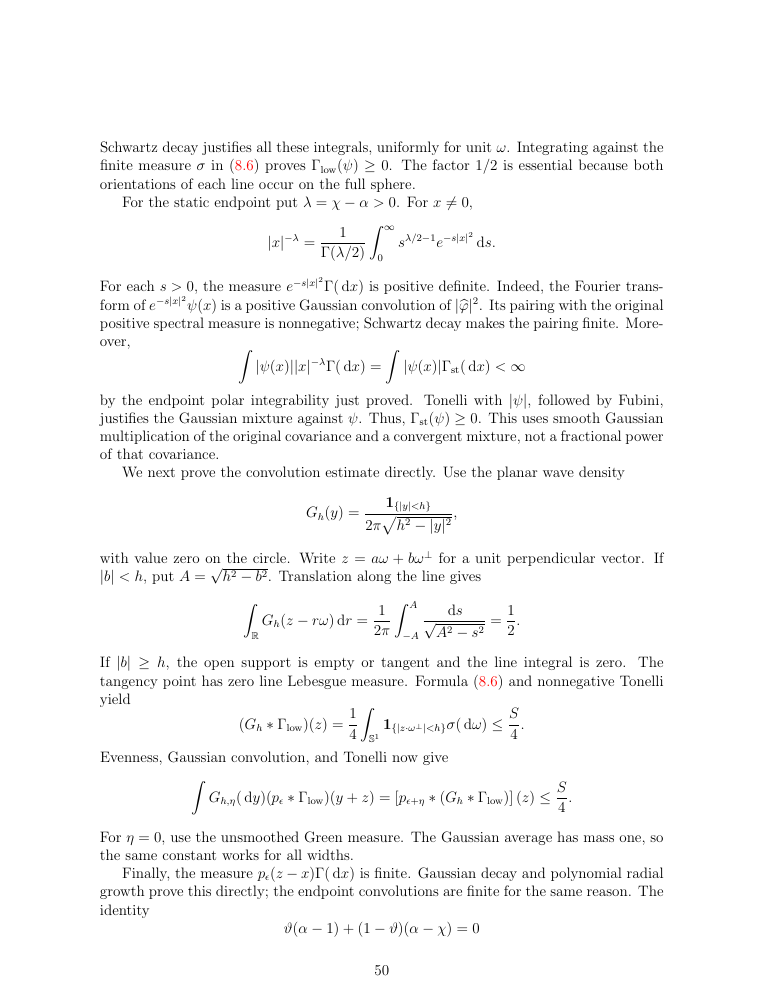 Schwartz decay justifies all these integrals, uniformly for unit ω. Integrating against the
finite measure σ in (8.6) proves Γ_low(ψ) ≥ 0. The factor 1/2 is essential because both
orientations of each line occur on the full sphere.
For the static endpoint put λ = χ − α > 0. For x ≠ 0,
|x|^{−λ} = \frac{1}{Γ(λ/2)} ∫_0^∞ s^{λ/2−1} e^{−s|x|^2} ds.
For each s > 0, the measure e^{−s|x|^2}Γ( dx) is positive definite. Indeed, the Fourier trans-
form of e^{−s|x|^2}ψ(x) is a positive Gaussian convolution of |\widehat{φ}|^2. Its pairing with the original
positive spectral measure is nonnegative; Schwartz decay makes the pairing finite. More-
over,
∫ |ψ(x)||x|^{−λ}Γ( dx) = ∫ |ψ(x)|Γ_st( dx) < ∞
by the endpoint polar integrability just proved. Tonelli with |ψ|, followed by Fubini,
justifies the Gaussian mixture against ψ. Thus, Γ_st(ψ) ≥ 0. This uses smooth Gaussian
multiplication of the original covariance and a convergent mixture, not a fractional power
of that covariance.
We next prove the convolution estimate directly. Use the planar wave density
G_h(y) = \frac{𝟏_{\{|y|<h\}}}{2π\sqrt{h^2 − |y|^2}},
with value zero on the circle. Write z = aω + bω^⊥ for a unit perpendicular vector. If
|b| < h, put A = \sqrt{h^2 − b^2}. Translation along the line gives
∫_ℝ G_h(z − rω) dr = \frac{1}{2π} ∫_{−A}^{A} \frac{ds}{\sqrt{A^2 − s^2}} = \frac{1}{2}.
If |b| ≥ h, the open support is empty or tangent and the line integral is zero. The
tangency point has zero line Lebesgue measure. Formula (8.6) and nonnegative Tonelli
yield
(G_h ∗ Γ_low)(z) = \frac{1}{4} ∫_{𝕊^1} 𝟏_{\{|z·ω^⊥|<h\}}σ( dω) ≤ \frac{S}{4}.
Evenness, Gaussian convolution, and Tonelli now give
∫ G_{h,η}( dy)(p_ϵ ∗ Γ_low)(y + z) = [p_{ϵ+η} ∗ (G_h ∗ Γ_low)] (z) ≤ \frac{S}{4}.
For η = 0, use the unsmoothed Green measure. The Gaussian average has mass one, so
the same constant works for all widths.
Finally, the measure p_ϵ(z − x)Γ( dx) is finite. Gaussian decay and polynomial radial
growth prove this directly; the endpoint convolutions are finite for the same reason. The
identity
ϑ(α − 1) + (1 − ϑ)(α − χ) = 0
50